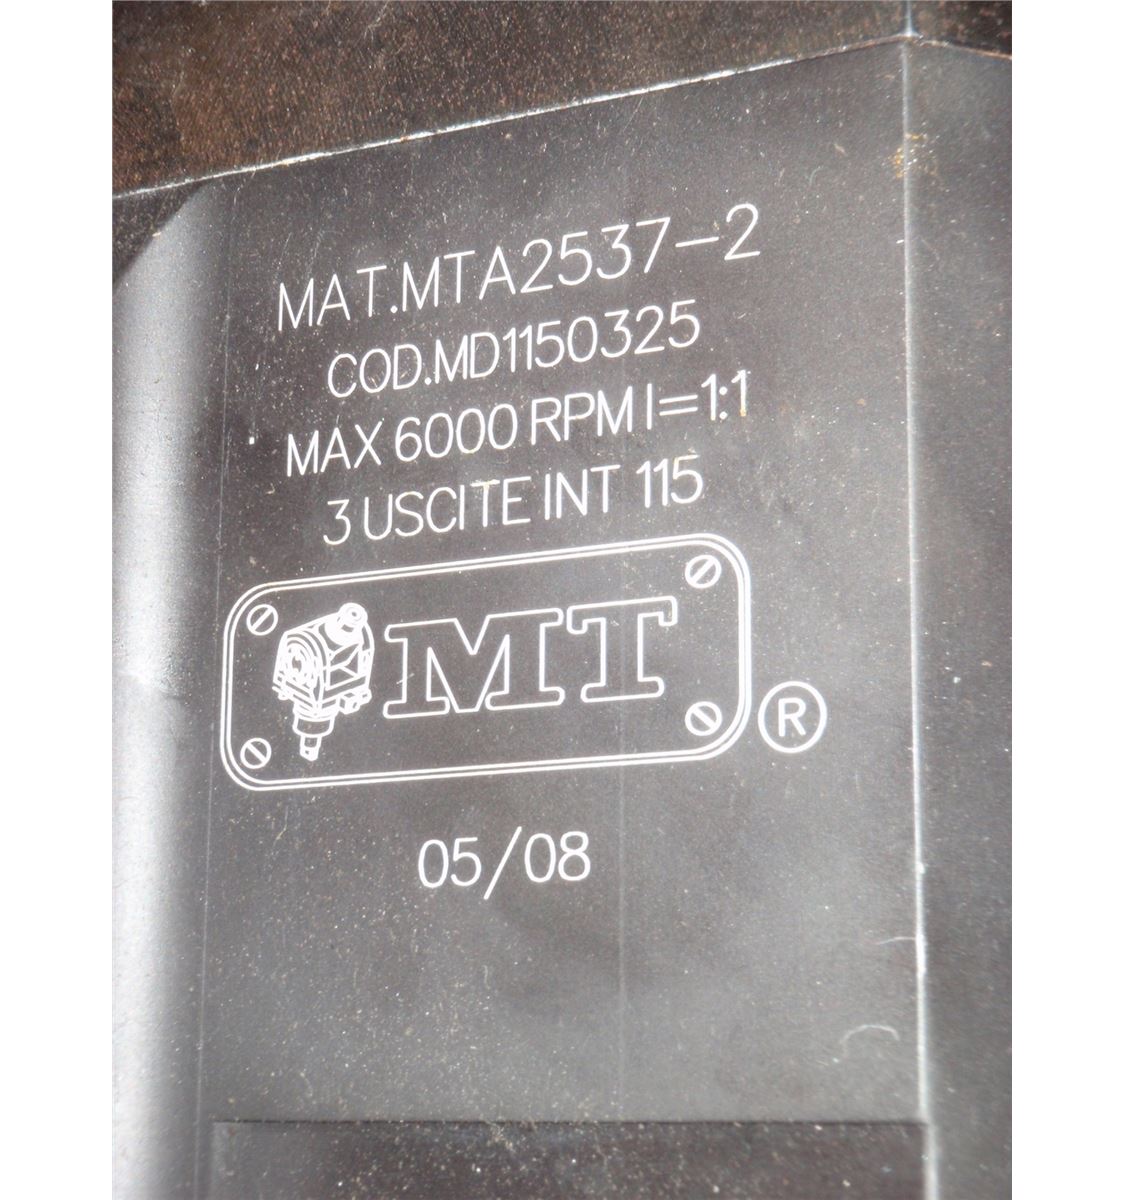 MAT.MTA2537-2
COD.MD1150325
MAX 6000 RPM I=1:1
3 USCITE INT 115
MT ®
05/08